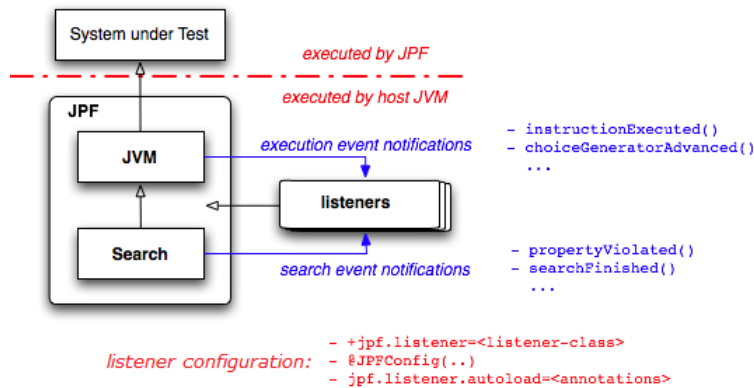 System under Test
executed by JPF
executed by host JVM
JPF
JVM
execution event notifications
- instructionExecuted()
- choiceGeneratorAdvanced()
...
listeners
Search
search event notifications
- propertyViolated()
- searchFinished()
...
listener configuration:
- +jpf.listener=<listener-class>
- @JPFConfig(..)
- jpf.listener.autoload=<annotations>